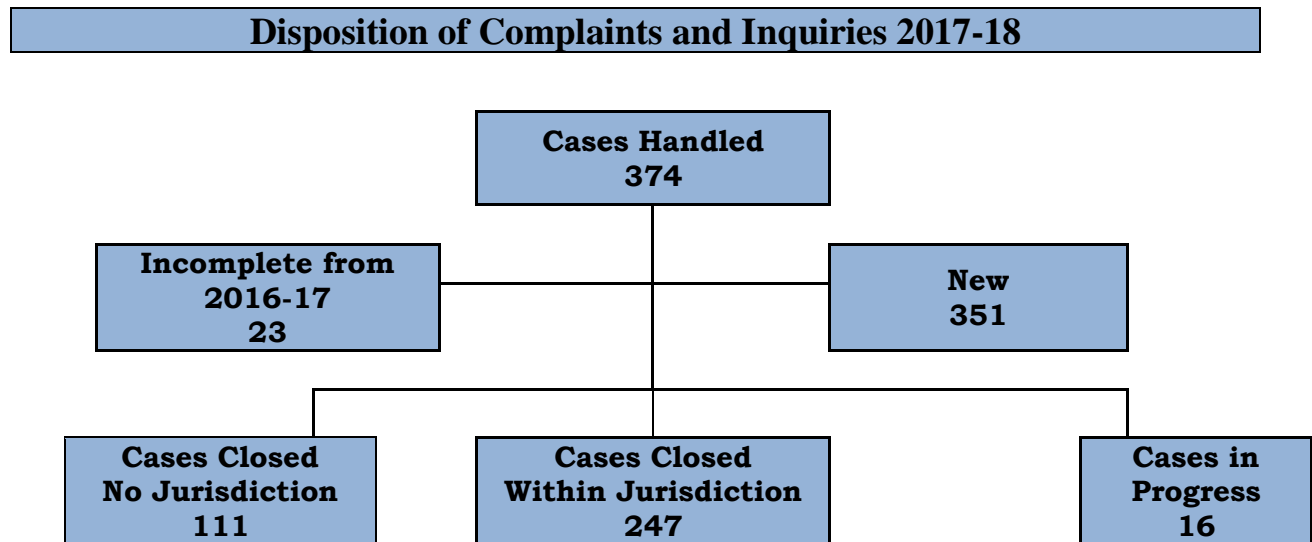 Disposition of Complaints and Inquiries 2017-18
Cases Handled
374
Incomplete from
2016-17
23
New
351
Cases Closed
No Jurisdiction
111
Cases Closed
Within Jurisdiction
247
Cases in
Progress
16